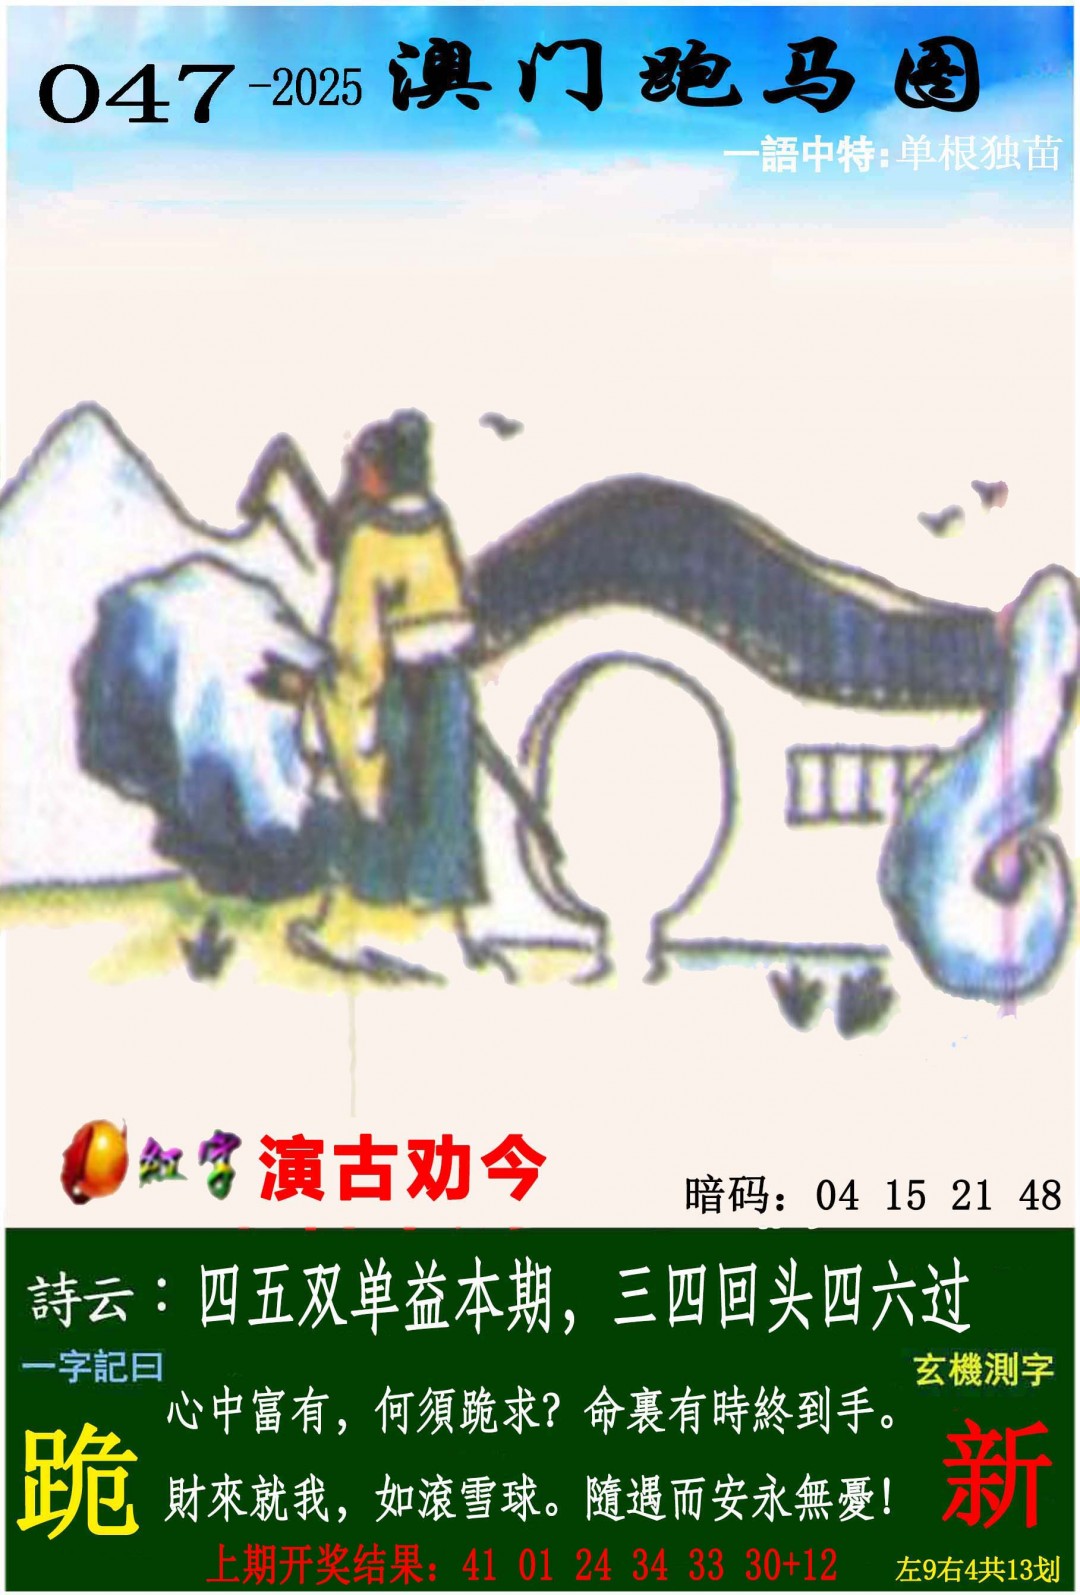 047-2025 澳门跑马图
一語中特:单根独苗
红字 演古劝今
暗码: 04 15 21 48
詩云：四五双单益本期，三四回头四六过
一字記曰
玄機測字
跪
心中富有，何須跪求？命裏有時終到手。
財來就我，如滾雪球。隨遇而安永無憂！
新
上期开奖结果：41 01 24 34 33 30+12
左9右4共13划